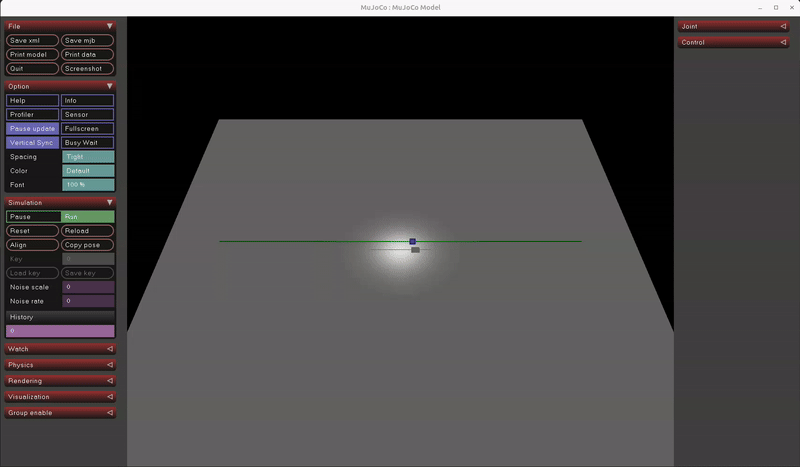 MuJoCo : MuJoCo Model
File
Save xml Save mjb
Print model Print data
Quit Screenshot
Option
Help Info
Profiler Sensor
Pause update Fullscreen
Vertical Sync Busy Wait
Spacing Tight
Color Default
Font 100 %
Simulation
Pause Run
Reset Reload
Align Copy pose
Key 0
Load key Save key
Noise scale 0
Noise rate 0
History
0
Watch
Physics
Rendering
Visualization
Group enable
Joint
Control